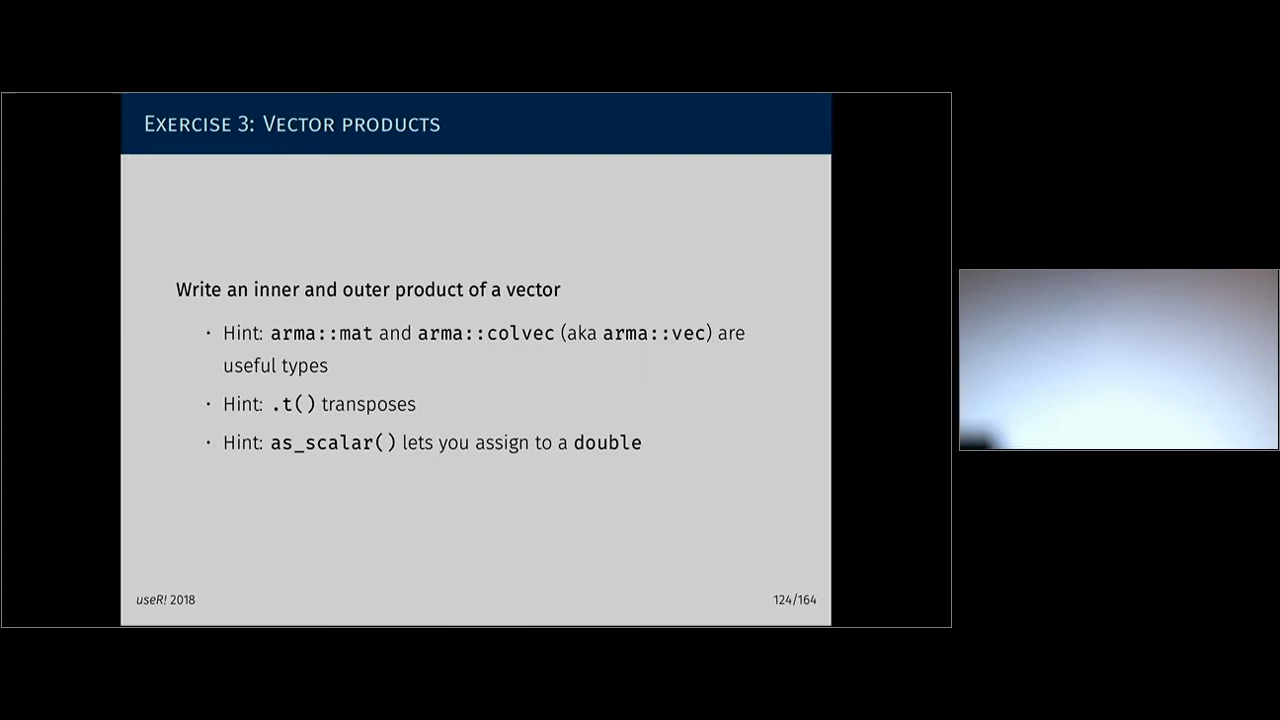 Exercise 3: Vector products
Write an inner and outer product of a vector
· Hint: arma::mat and arma::colvec (aka arma::vec) are
useful types
· Hint: .t() transposes
· Hint: as_scalar() lets you assign to a double
useR! 2018
124/164